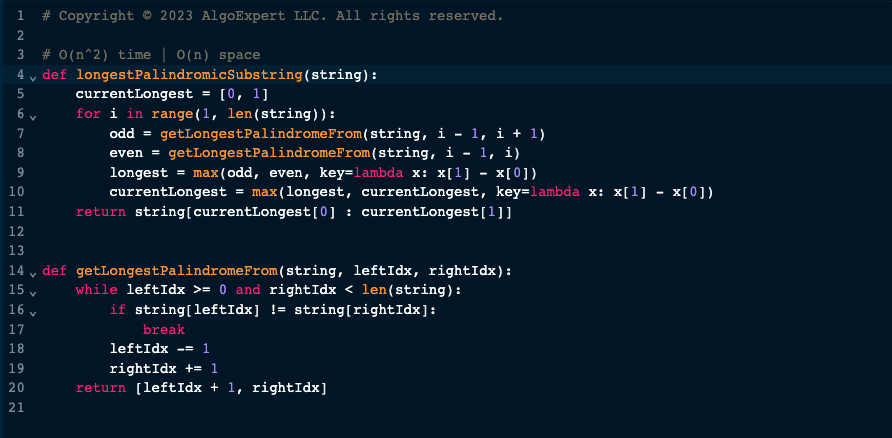 1 # Copyright © 2023 AlgoExpert LLC. All rights reserved.
2
3 # O(n^2) time | O(n) space
4 def longestPalindromicSubstring(string):
5     currentLongest = [0, 1]
6     for i in range(1, len(string)):
7         odd = getLongestPalindromeFrom(string, i - 1, i + 1)
8         even = getLongestPalindromeFrom(string, i - 1, i)
9         longest = max(odd, even, key=lambda x: x[1] - x[0])
10         currentLongest = max(longest, currentLongest, key=lambda x: x[1] - x[0])
11     return string[currentLongest[0] : currentLongest[1]]
12
13
14 def getLongestPalindromeFrom(string, leftIdx, rightIdx):
15     while leftIdx >= 0 and rightIdx < len(string):
16         if string[leftIdx] != string[rightIdx]:
17             break
18         leftIdx -= 1
19         rightIdx += 1
20     return [leftIdx + 1, rightIdx]
21